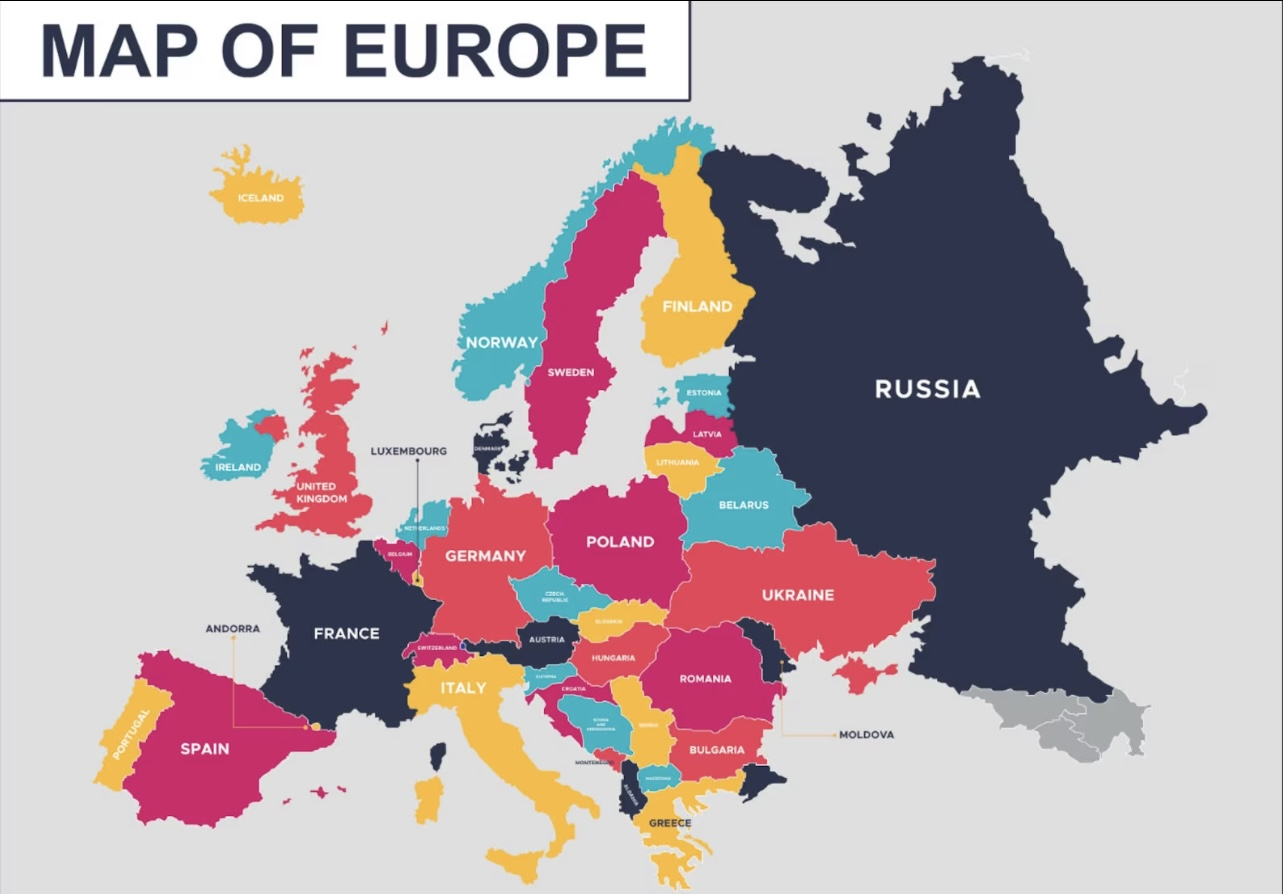 MAP OF EUROPE
ICELAND
NORWAY
SWEDEN
FINLAND
RUSSIA
ESTONIA
LATVIA
LITHUANIA
DENMARK
LUXEMBOURG
IRELAND
UNITED
KINGDOM
NETHERLANDS
BELGIUM
GERMANY
POLAND
BELARUS
UKRAINE
CZECH
REPUBLIC
SLOVAKIA
ANDORRA
FRANCE
SWITZERLAND
AUSTRIA
HUNGARIA
ROMANIA
MOLDOVA
ITALY
SLOVENIA
CROATIA
BOSNIA
AND
HERZEGOVINA
SERBIA
PORTUGAL
SPAIN
BULGARIA
MONTENEGRO
MACEDONIA
ALBANIA
GREECE